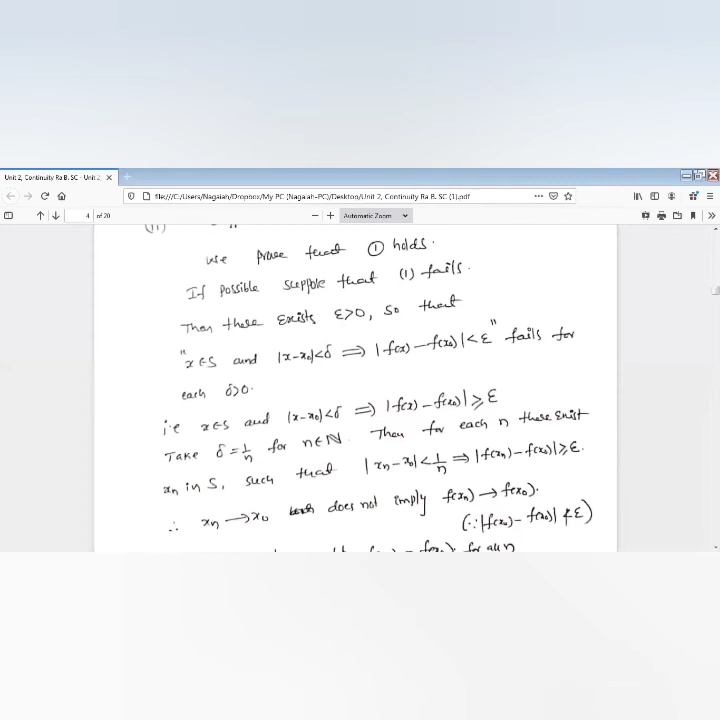 Unit 2, Continuity Ra B. SC - Unit 2,
file:///C:/Users/Nagaiah/Dropbox/My PC (Nagaiah-PC)/Desktop/Unit 2, Continuity Ra B. SC (1).pdf
4 of 20 Automatic Zoom
(ii)
we prove that ① holds.
If possible suppose that (1) fails.
Then there exists ε>0, so that
"x∈S and |x-x₀|<δ ⟹ |f(x)-f(x₀)|<ε" fails for
each δ>0.
i.e x∈S and |x-x₀|<δ ⟹ |f(x)-f(x₀)|⩾ε
Take δ=1/n for n∈ℕ. Then for each n there exist
xn in S, such that |xn-x₀|<1/n ⟹ |f(xn)-f(x₀)|⩾ε.
∴ xn ⟶x₀ does not imply f(xn)→f(x₀).
(∵|f(xn)-f(x₀)|≮ε)
for all n